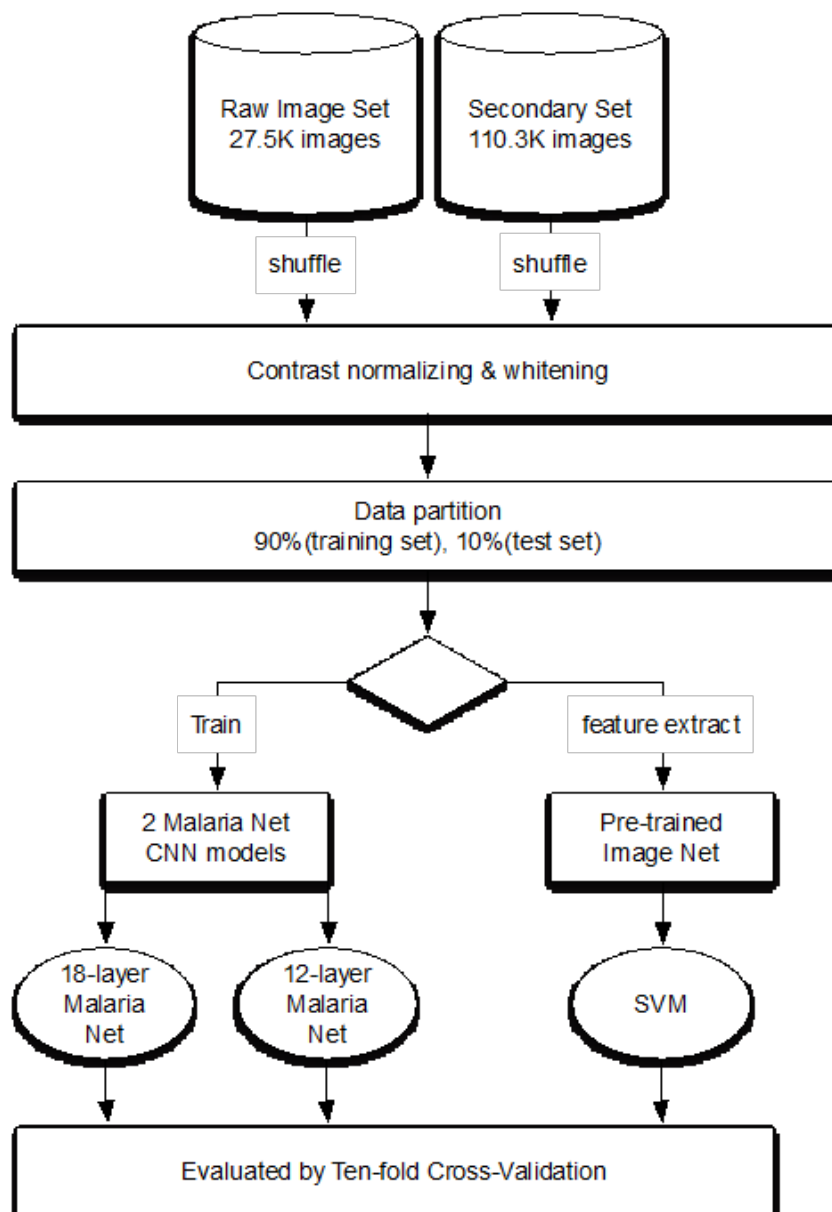 Raw Image Set
27.5K images
Secondary Set
110.3K images
shuffle
shuffle
Contrast normalizing & whitening
Data partition
90%(training set), 10%(test set)
Train
feature extract
2 Malaria Net
CNN models
Pre-trained
Image Net
18-layer
Malaria
Net
12-layer
Malaria
Net
SVM
Evaluated by Ten-fold Cross-Validation